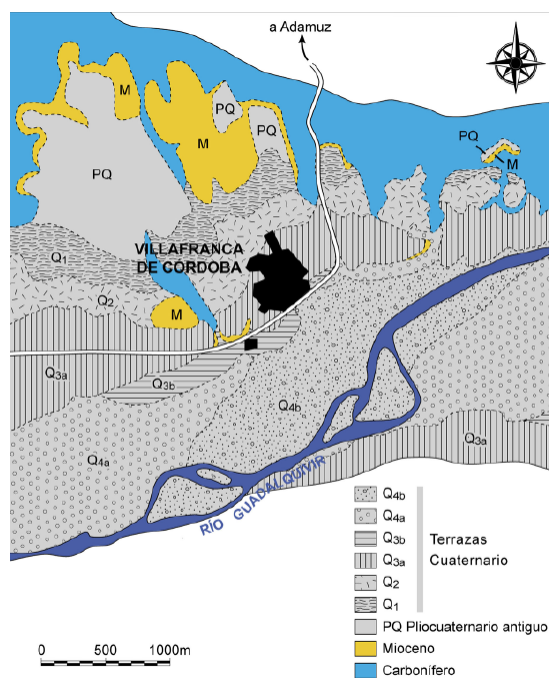 a Adamuz
M
PQ
M
PQ
PQ
M
PQ
Q1
VILLAFRANCA
DE CÓRDOBA
Q2
M
Q3a
Q3b
Q4b
Q4a
Q3a
RÍO GUADALQUIVIR
Q4b
Q4a
Q3b
Q3a
Q2
Q1
Terrazas
Cuaternario
PQ Pliocuaternario antiguo
Mioceno
Carbonífero
0 500 1000m